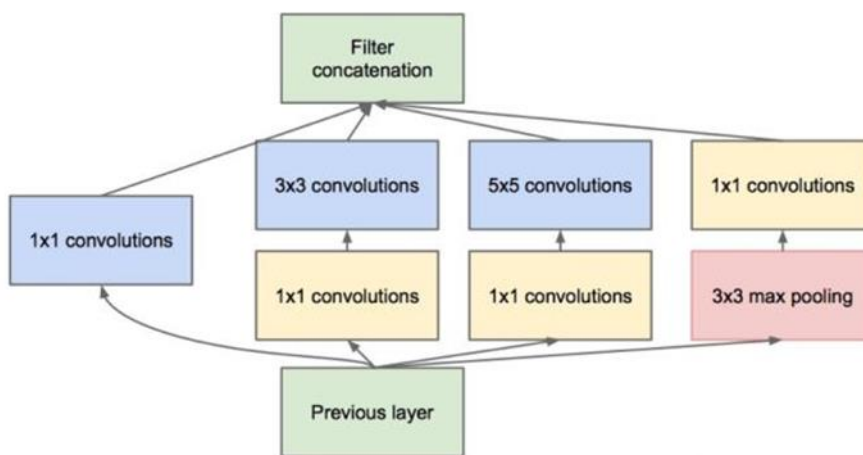 Filter
concatenation
3x3 convolutions
5x5 convolutions
1x1 convolutions
1x1 convolutions
1x1 convolutions
1x1 convolutions
3x3 max pooling
Previous layer